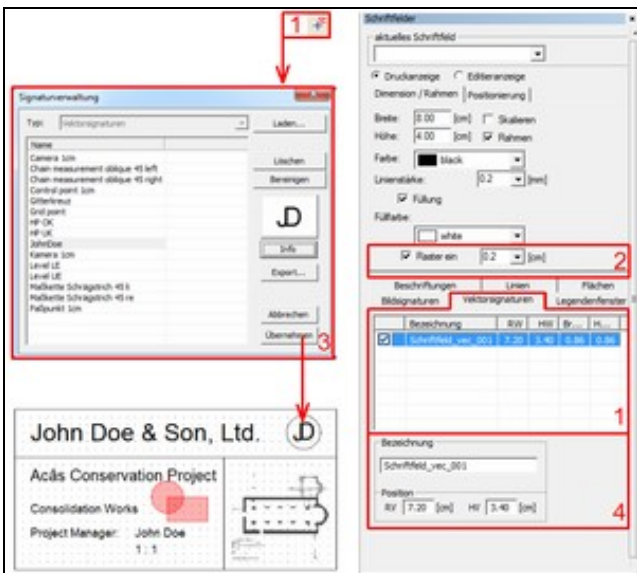 1
Signaturverwaltung
Typ: Vektorsignaturen
Laden...
Name
Camera 1cm
Chain measurement oblique 45 left
Chain measurement oblique 45 right
Control point 1cm
Gitterkreuz
Grid point
HP OK
HP UK
JohnDoe
Kamera 1cm
Level LE
Level UE
Maßkette Schrägstrich 45 li
Maßkette Schrägstrich 45 re
Paßpunkt 1cm
Löschen
Bereinigen
JD
Info
Export...
Abbrechen
Übernehmen
3
John Doe & Son, Ltd. JD
Acâs Conservation Project
Consolidation Works
Project Manager: John Doe
1 : 1
Schriftfelder
aktuelles Schriftfeld
Druckanzeige Editieranzeige
Dimension / Rahmen Positionierung
Breite: 8.00 [cm] Skalieren
Höhe: 4.00 [cm] Rahmen
Farbe: black
Linienstärke: 0.2 [mm]
Füllung
Füllfarbe:
white
2
Raster ein 0.2 [cm]
Beschriftungen Linien Flächen
Bildsignaturen Vektorsignaturen Legendenfenster
Bezeichnung RW HW Br... H...
Schriftfeld_vec_001 7.20 3.40 0.86 0.86
1
Bezeichnung
Schriftfeld_vec_001
Position
RW 7.20 [cm] HW 3.40 [cm]
4